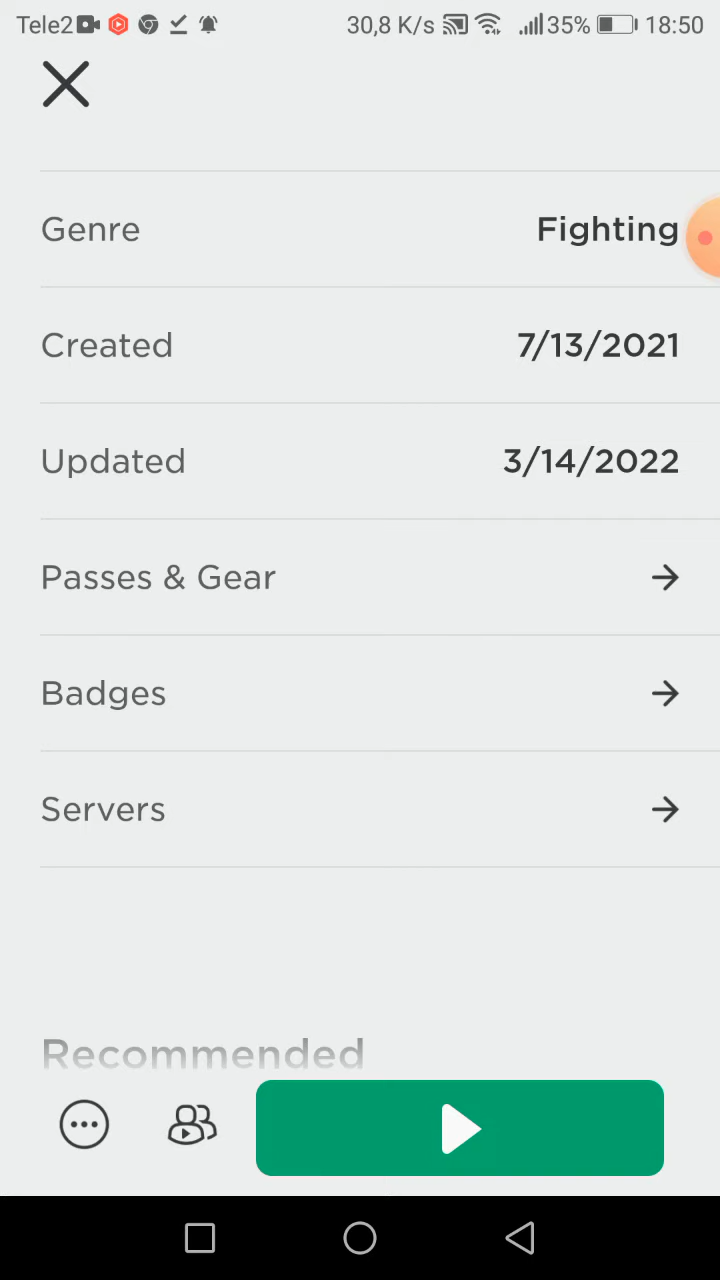 Tele2 30,8 K/s 35% 18:50
Genre Fighting
Created 7/13/2021
Updated 3/14/2022
Passes & Gear
Badges
Servers
Recommended